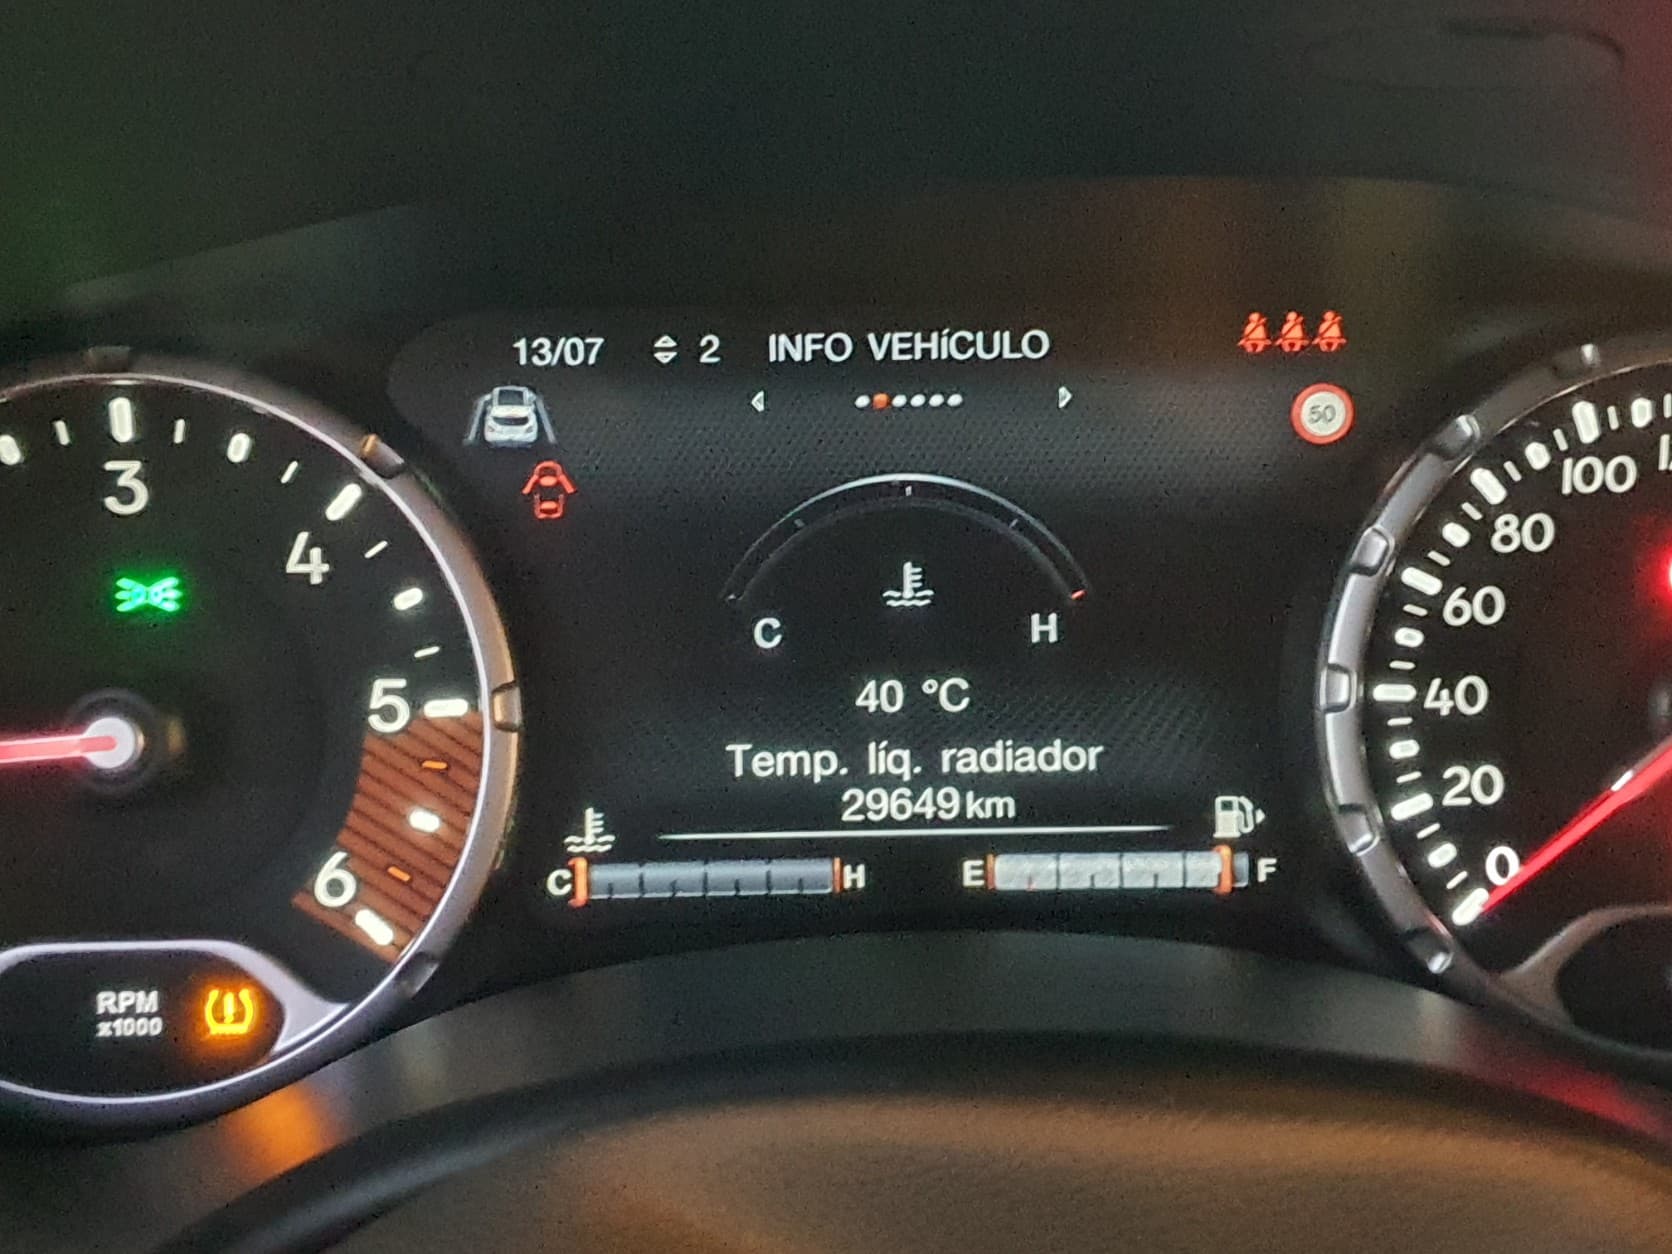 13/07 2 INFO VEHÍCULO
50
3
4
5
6
RPM
x1000
C H
40 °C
Temp. líq. radiador
29649 km
C H E F
100
80
60
40
20
0